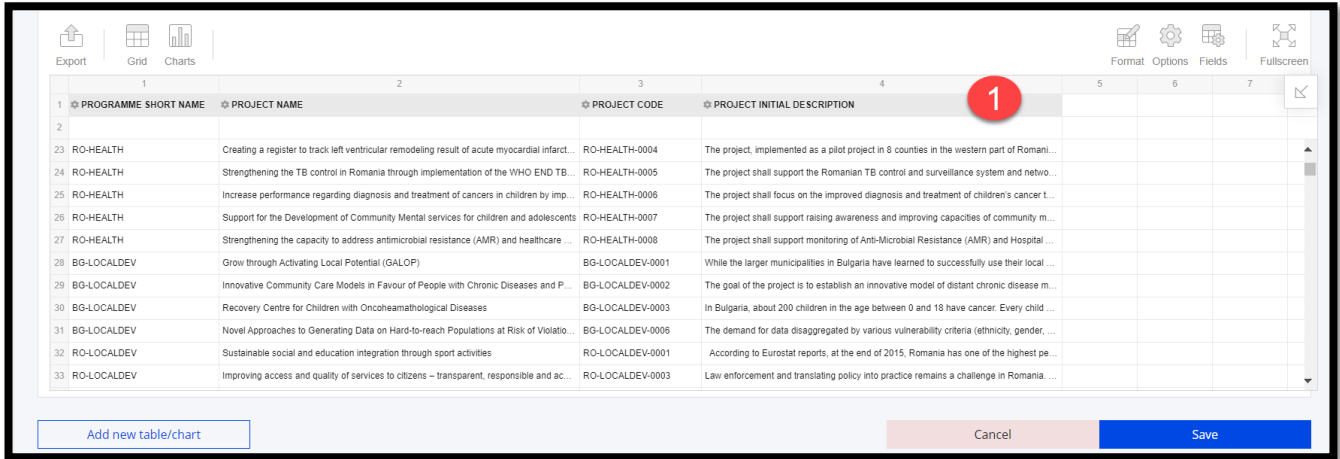 Export Grid Charts Format Options Fields Fullscreen
1 2 3 4 5 6 7
1 PROGRAMME SHORT NAME PROJECT NAME PROJECT CODE PROJECT INITIAL DESCRIPTION 1
2
23 RO-HEALTH Creating a register to track left ventricular remodeling result of acute myocardial infarct... RO-HEALTH-0004 The project, implemented as a pilot project in 8 counties in the western part of Romani...
24 RO-HEALTH Strengthening the TB control in Romania through implementation of the WHO END TB... RO-HEALTH-0005 The project shall support the Romanian TB control and surveillance system and netwo...
25 RO-HEALTH Increase performance regarding diagnosis and treatment of cancers in children by imp... RO-HEALTH-0006 The project shall focus on the improved diagnosis and treatment of children's cancer t...
26 RO-HEALTH Support for the Development of Community Mental services for children and adolescents RO-HEALTH-0007 The project shall support raising awareness and improving capacities of community m...
27 RO-HEALTH Strengthening the capacity to address antimicrobial resistance (AMR) and healthcare ... RO-HEALTH-0008 The project shall support monitoring of Anti-Microbial Resistance (AMR) and Hospital ...
28 BG-LOCALDEV Grow through Activating Local Potential (GALOP) BG-LOCALDEV-0001 While the larger municipalities in Bulgaria have learned to successfully use their local ...
29 BG-LOCALDEV Innovative Community Care Models in Favour of People with Chronic Diseases and P... BG-LOCALDEV-0002 The goal of the project is to establish an innovative model of distant chronic disease m...
30 BG-LOCALDEV Recovery Centre for Children with Oncoheamathological Diseases BG-LOCALDEV-0003 In Bulgaria, about 200 children in the age between 0 and 18 have cancer. Every child ...
31 BG-LOCALDEV Novel Approaches to Generating Data on Hard-to-reach Populations at Risk of Violatio... BG-LOCALDEV-0006 The demand for data disaggregated by various vulnerability criteria (ethnicity, gender, ...
32 RO-LOCALDEV Sustainable social and education integration through sport activities RO-LOCALDEV-0001 According to Eurostat reports, at the end of 2015, Romania has one of the highest pe...
33 RO-LOCALDEV Improving access and quality of services to citizens – transparent, responsible and ac... RO-LOCALDEV-0003 Law enforcement and translating policy into practice remains a challenge in Romania. ...
Add new table/chart Cancel Save